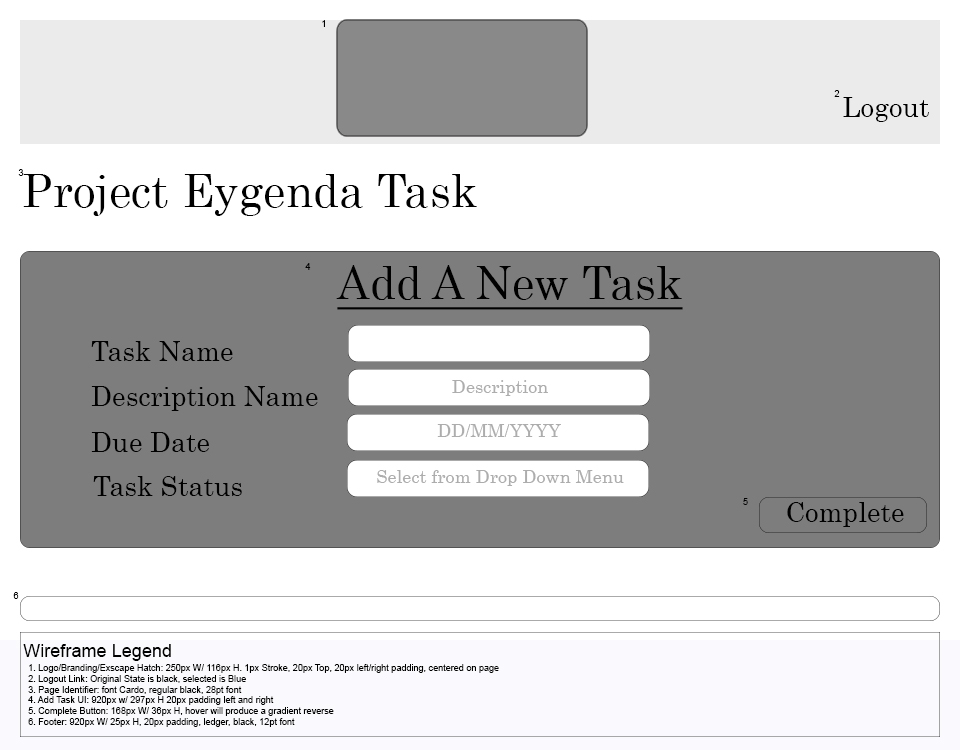 1
2
Logout
3
Project Eygenda Task
4
Add A New Task
Task Name
Description Name
Description
Due Date
DD/MM/YYYY
Task Status
Select from Drop Down Menu
5
Complete
6
Wireframe Legend
1. Logo/Branding/Exscape Hatch: 250px W/ 116px H. 1px Stroke, 20px Top, 20px left/right padding, centered on page
2. Logout Link: Original State is black, selected is Blue
3. Page Identifier: font Cardo, regular black, 28pt font
4. Add Task UI: 920px w/ 297px H 20px padding left and right
5. Complete Button: 168px W/ 36px H, hover will produce a gradient reverse
6. Footer: 920px W/ 25px H, 20px padding, ledger, black, 12pt font